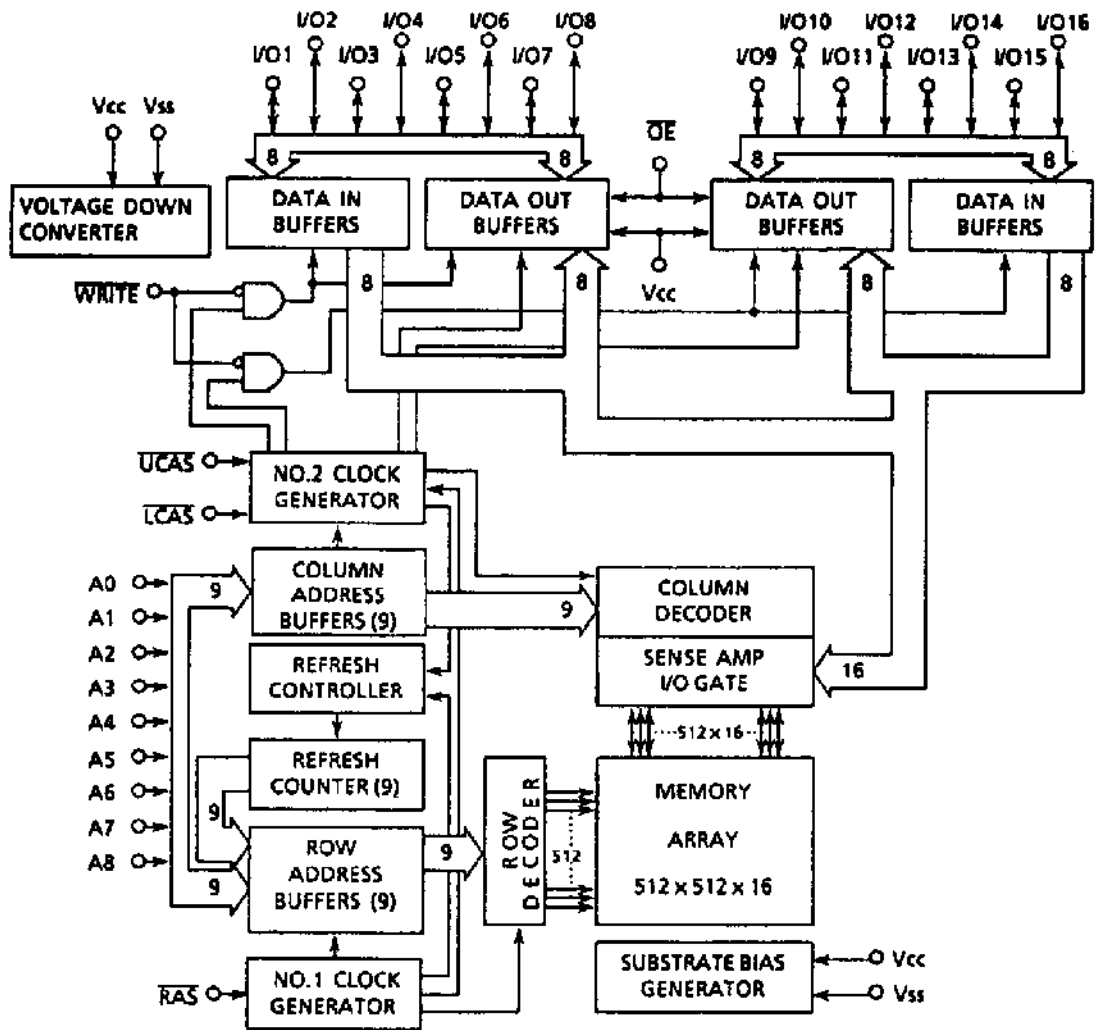 I/O2 I/O4 I/O6 I/O8 I/O10 I/O12 I/O14 I/O16
I/O1 I/O3 I/O5 I/O7 I/O9 I/O11 I/O13 I/O15
Vcc Vss
OE
8 8 8 8
VOLTAGE DOWN
CONVERTER
DATA IN
BUFFERS
DATA OUT
BUFFERS
DATA OUT
BUFFERS
DATA IN
BUFFERS
8 8 8 8
WRITE
Vcc
UCAS
LCAS
NO.2 CLOCK
GENERATOR
A0
A1
A2
A3
A4
A5
A6
A7
A8
9
COLUMN
ADDRESS
BUFFERS (9)
9
COLUMN
DECODER
SENSE AMP
I/O GATE
16
REFRESH
CONTROLLER
512 x 16
REFRESH
COUNTER (9)
9
9
ROW
ADDRESS
BUFFERS (9)
9
ROW
DECODER
512
MEMORY
ARRAY
512 x 512 x 16
RAS
NO.1 CLOCK
GENERATOR
SUBSTRATE BIAS
GENERATOR
Vcc
Vss